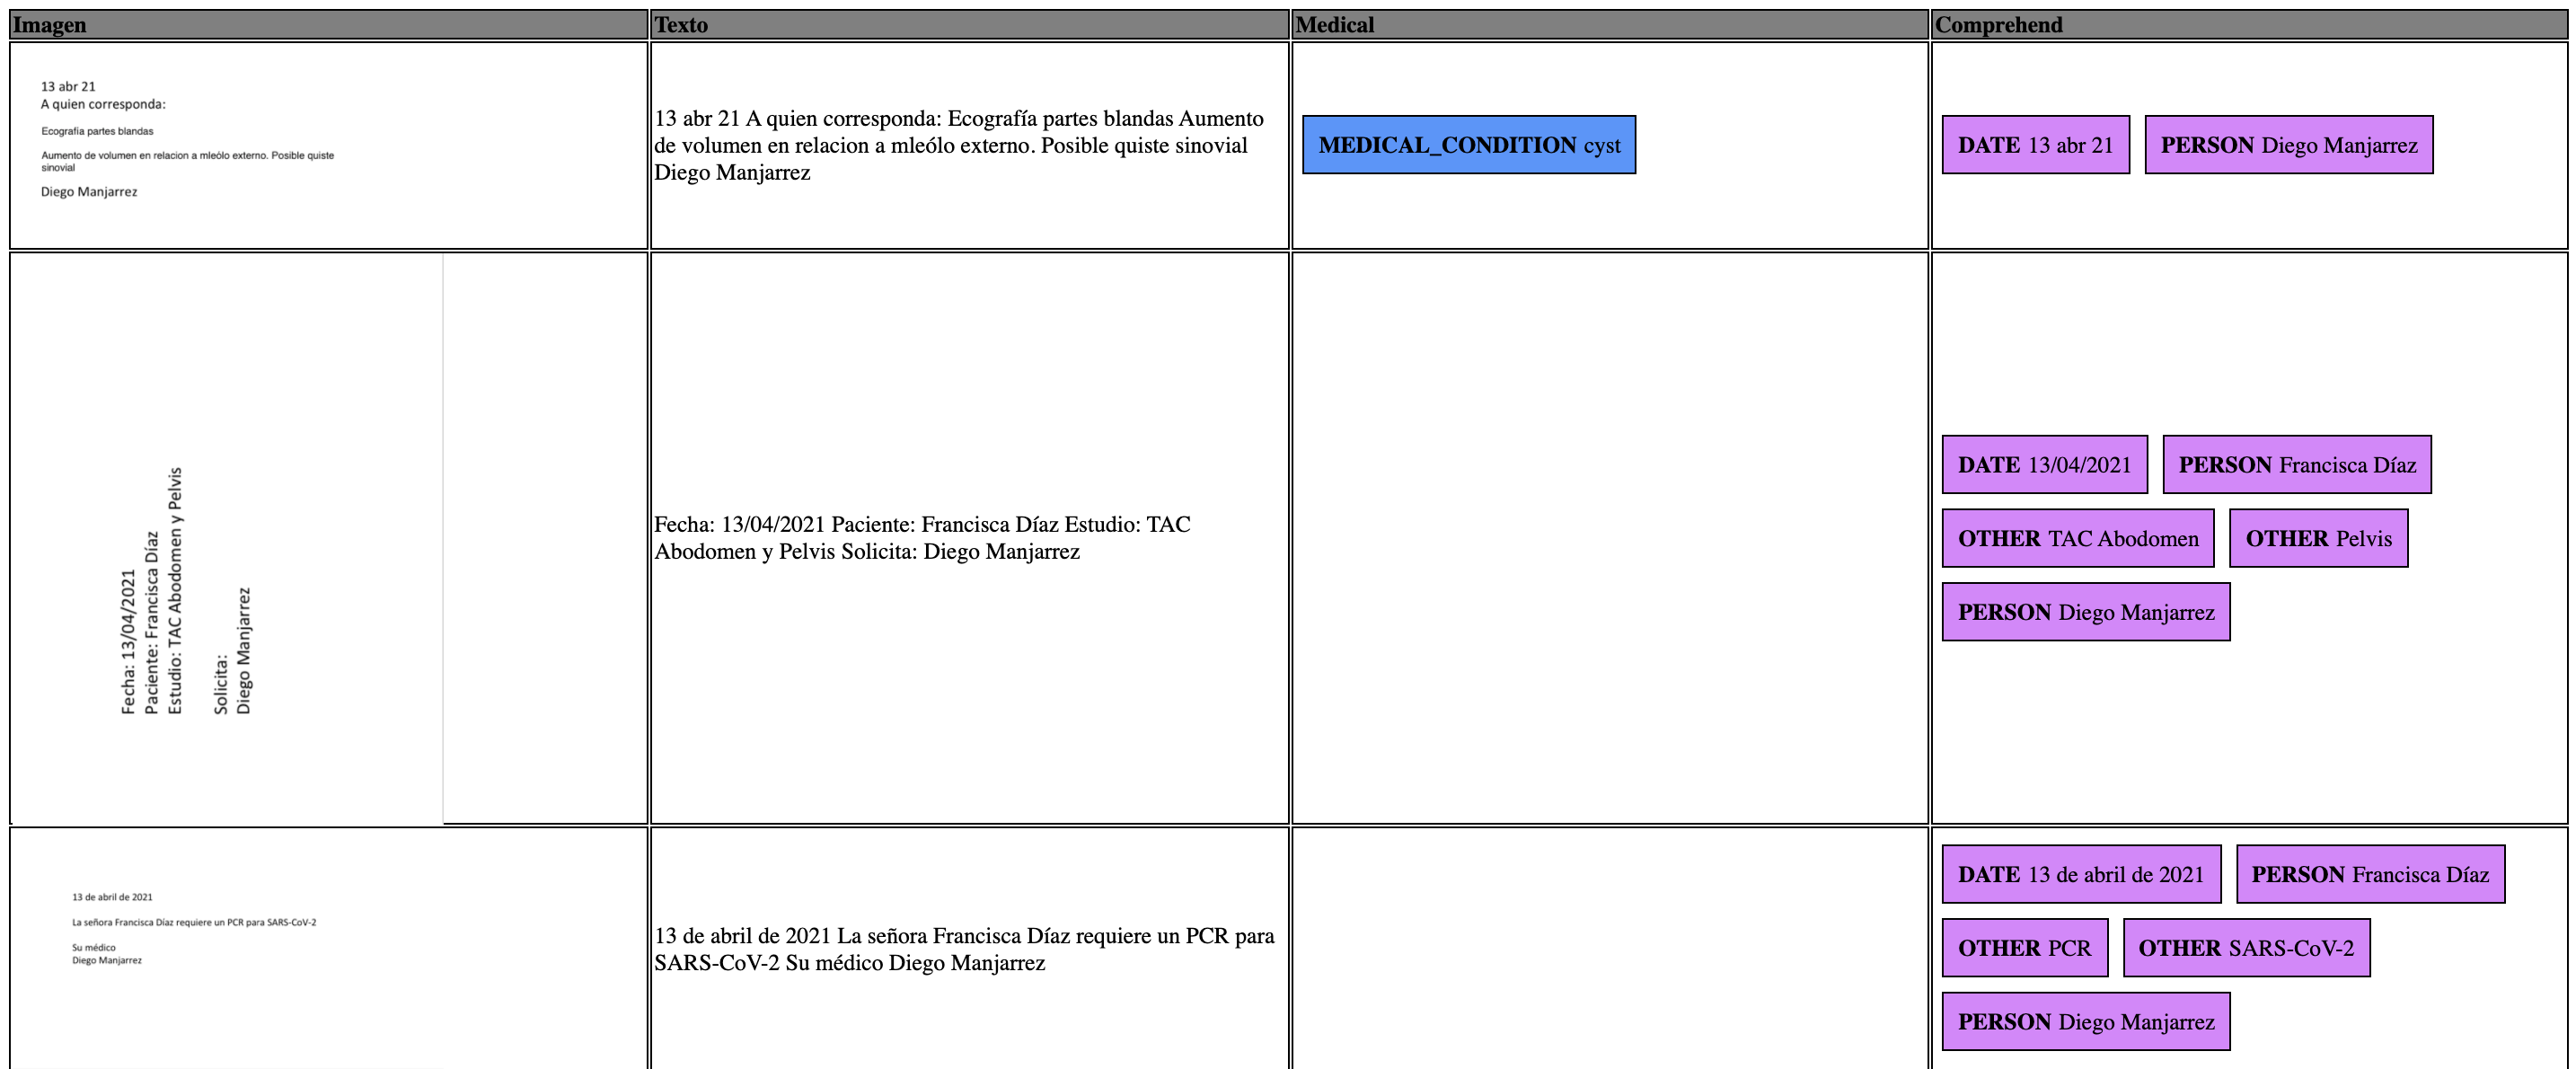 Imagen
Texto
Medical
Comprehend
13 abr 21
A quien corresponda:
Ecografía partes blandas
Aumento de volumen en relacion a mleólo externo. Posible quiste
sinovial
Diego Manjarrez
13 abr 21 A quien corresponda: Ecografía partes blandas Aumento
de volumen en relacion a mleólo externo. Posible quiste sinovial
Diego Manjarrez
MEDICAL_CONDITION cyst
DATE 13 abr 21
PERSON Diego Manjarrez
Fecha: 13/04/2021
Paciente: Francisca Díaz
Estudio: TAC Abodomen y Pelvis
Solicita:
Diego Manjarrez
Fecha: 13/04/2021 Paciente: Francisca Díaz Estudio: TAC
Abodomen y Pelvis Solicita: Diego Manjarrez
DATE 13/04/2021
PERSON Francisca Díaz
OTHER TAC Abodomen
OTHER Pelvis
PERSON Diego Manjarrez
13 de abril de 2021
La señora Francisca Díaz requiere un PCR para SARS-CoV-2
Su médico
Diego Manjarrez
13 de abril de 2021 La señora Francisca Díaz requiere un PCR para
SARS-CoV-2 Su médico Diego Manjarrez
DATE 13 de abril de 2021
PERSON Francisca Díaz
OTHER PCR
OTHER SARS-CoV-2
PERSON Diego Manjarrez